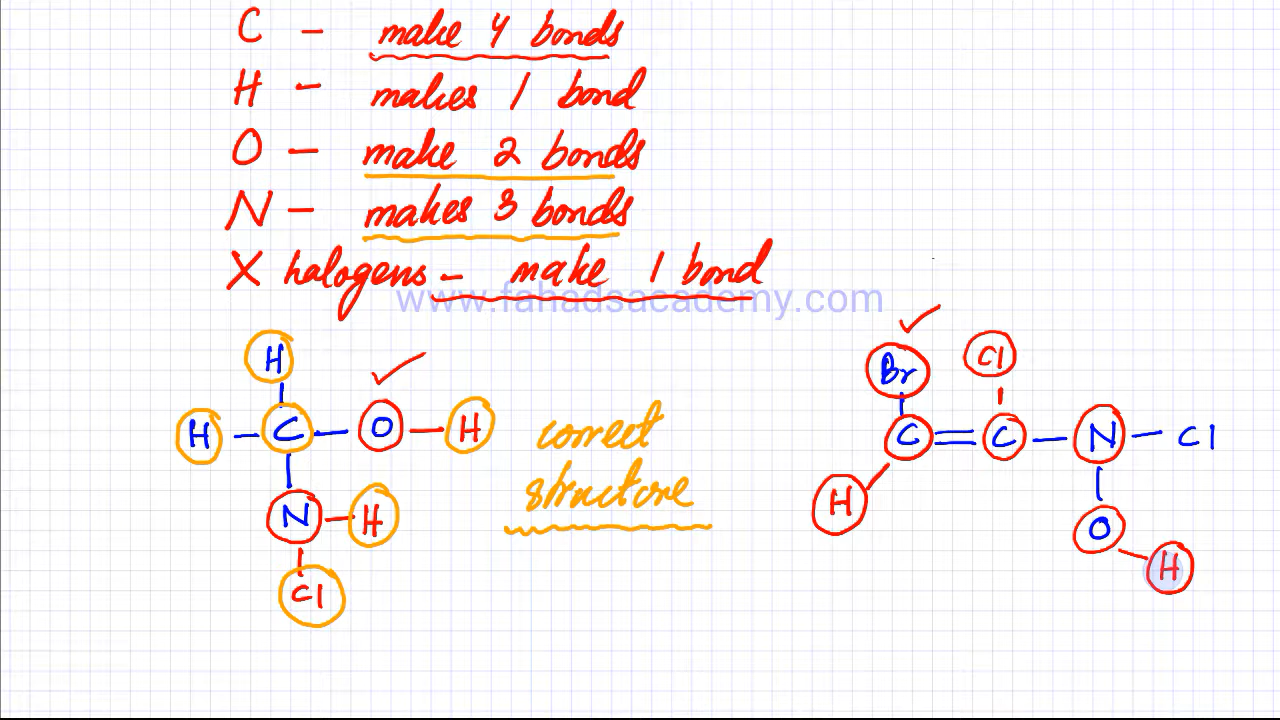 C - make 4 bonds
H - makes 1 bond
O - make 2 bonds
N - makes 3 bonds
X halogens - make 1 bond
www.fahadsacademy.com
H
H - C - O - H
N - H
Cl
correct
structure
Br Cl
C = C - N - Cl
H
O
H